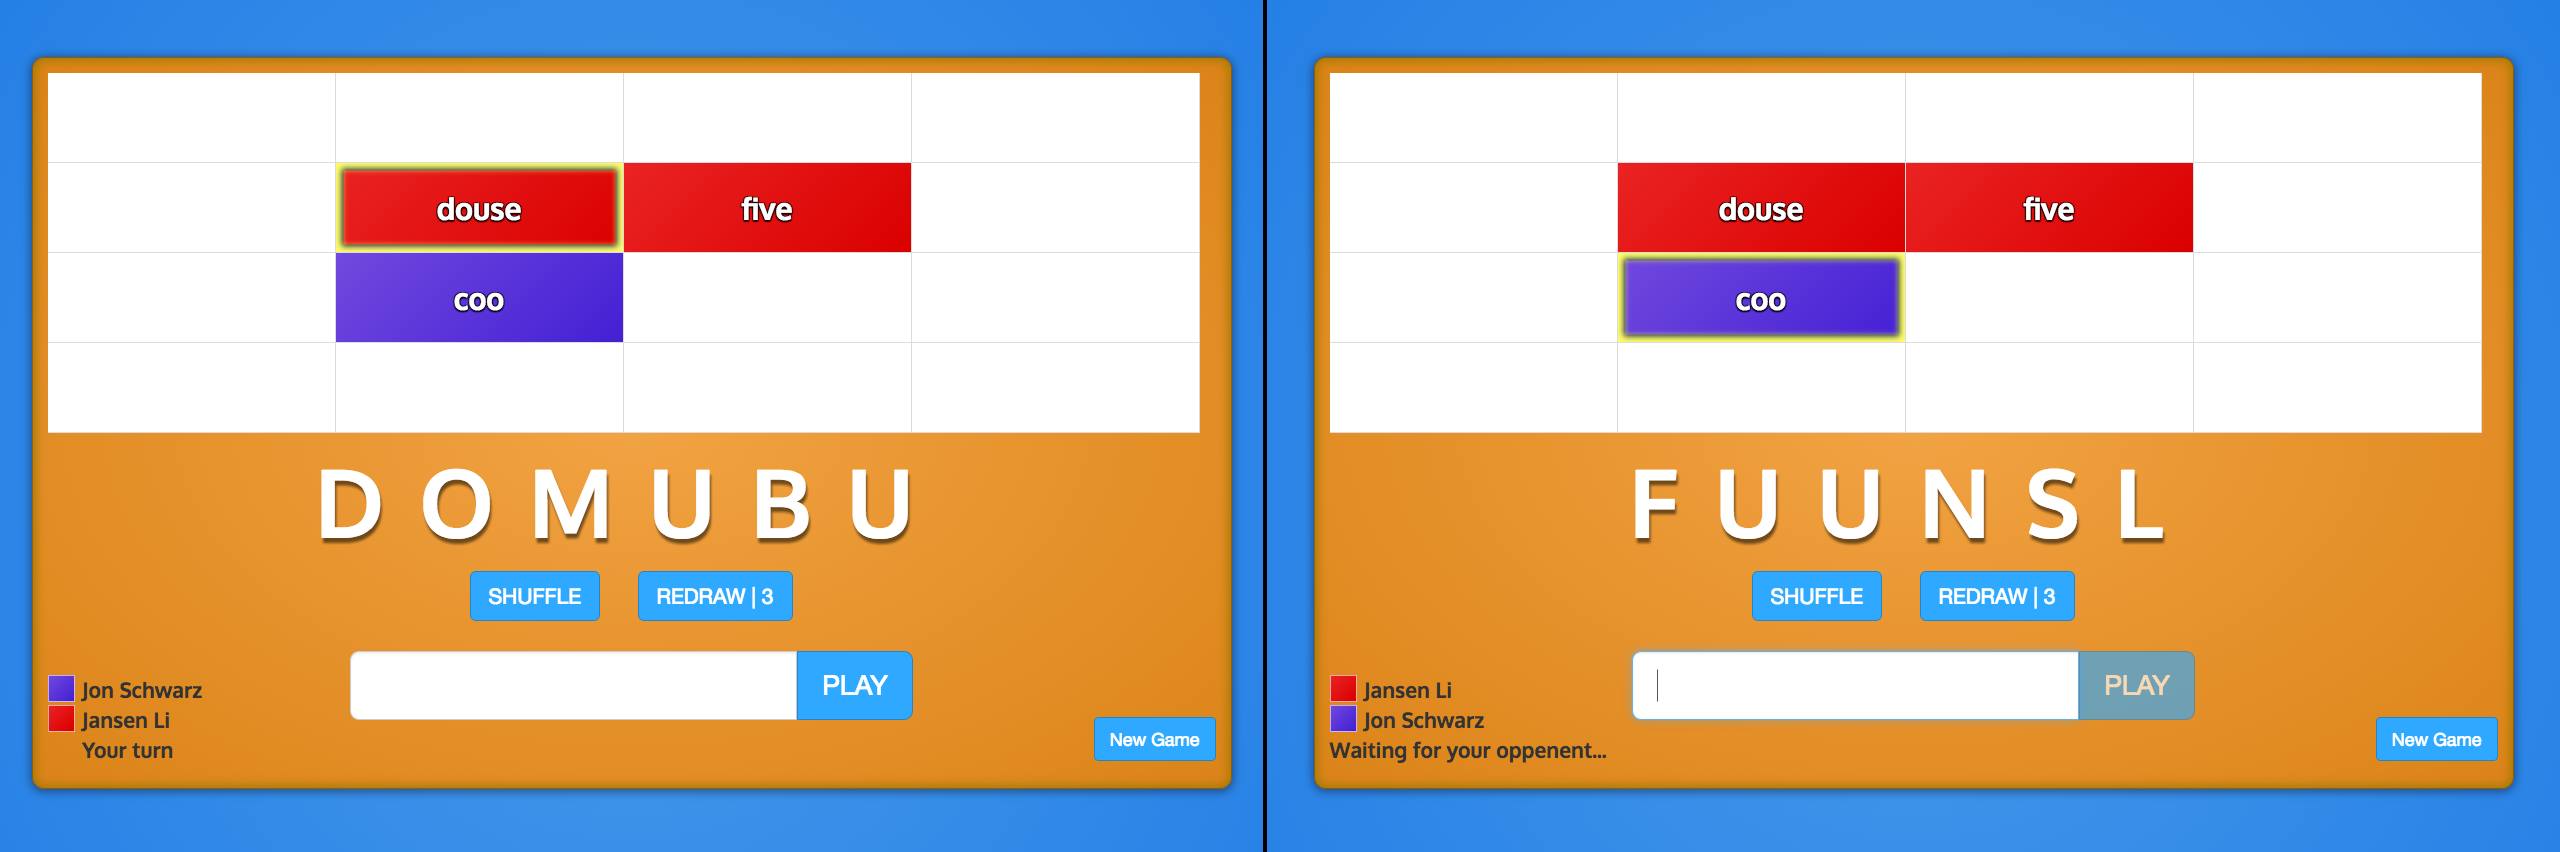 douse five
coo
D O M U B U
SHUFFLE REDRAW | 3
PLAY
Jon Schwarz
Jansen Li
Your turn
New Game
douse five
coo
F U U N S L
SHUFFLE REDRAW | 3
PLAY
Jansen Li
Jon Schwarz
Waiting for your oppenent...
New Game